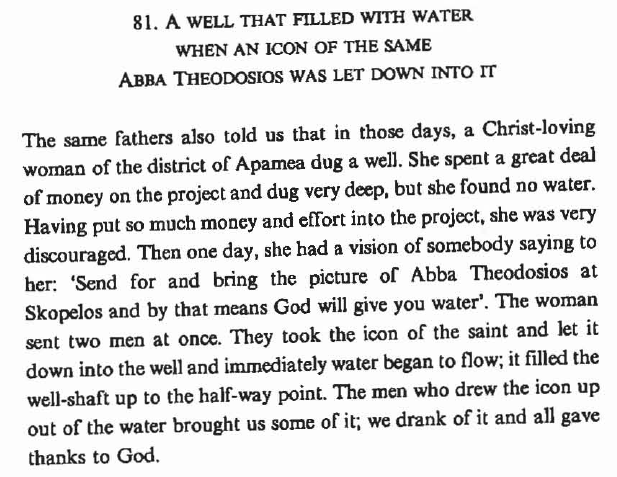 81. A WELL THAT FILLED WITH WATER
WHEN AN ICON OF THE SAME
ABBA THEODOSIOS WAS LET DOWN INTO IT
The same fathers also told us that in those days, a Christ-loving
woman of the district of Apamea dug a well. She spent a great deal
of money on the project and dug very deep, but she found no water.
Having put so much money and effort into the project, she was very
discouraged. Then one day, she had a vision of somebody saying to
her: 'Send for and bring the picture of Abba Theodosios at
Skopelos and by that means God will give you water'. The woman
sent two men at once. They took the icon of the saint and let it
down into the well and immediately water began to flow; it filled the
well-shaft up to the half-way point. The men who drew the icon up
out of the water brought us some of it; we drank of it and all gave
thanks to God.